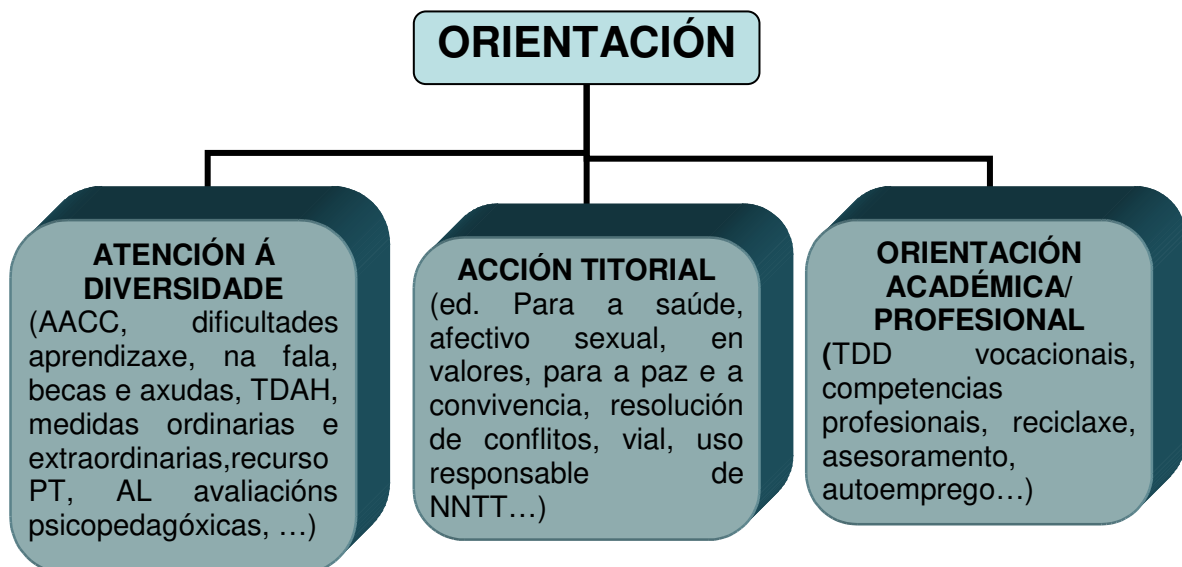 ORIENTACIÓN
ATENCIÓN Á
DIVERSIDADE
(AACC, dificultades
aprendizaxe, na fala,
becas e axudas, TDAH,
medidas ordinarias e
extraordinarias,recurso
PT, AL avaliacións
psicopedagóxicas, …)
ACCIÓN TITORIAL
(ed. Para a saúde,
afectivo sexual, en
valores, para a paz e a
convivencia, resolución
de conflitos, vial, uso
responsable de
NNTT…)
ORIENTACIÓN
ACADÉMICA/
PROFESIONAL
(TDD vocacionais,
competencias
profesionais, reciclaxe,
asesoramento,
autoemprego…)